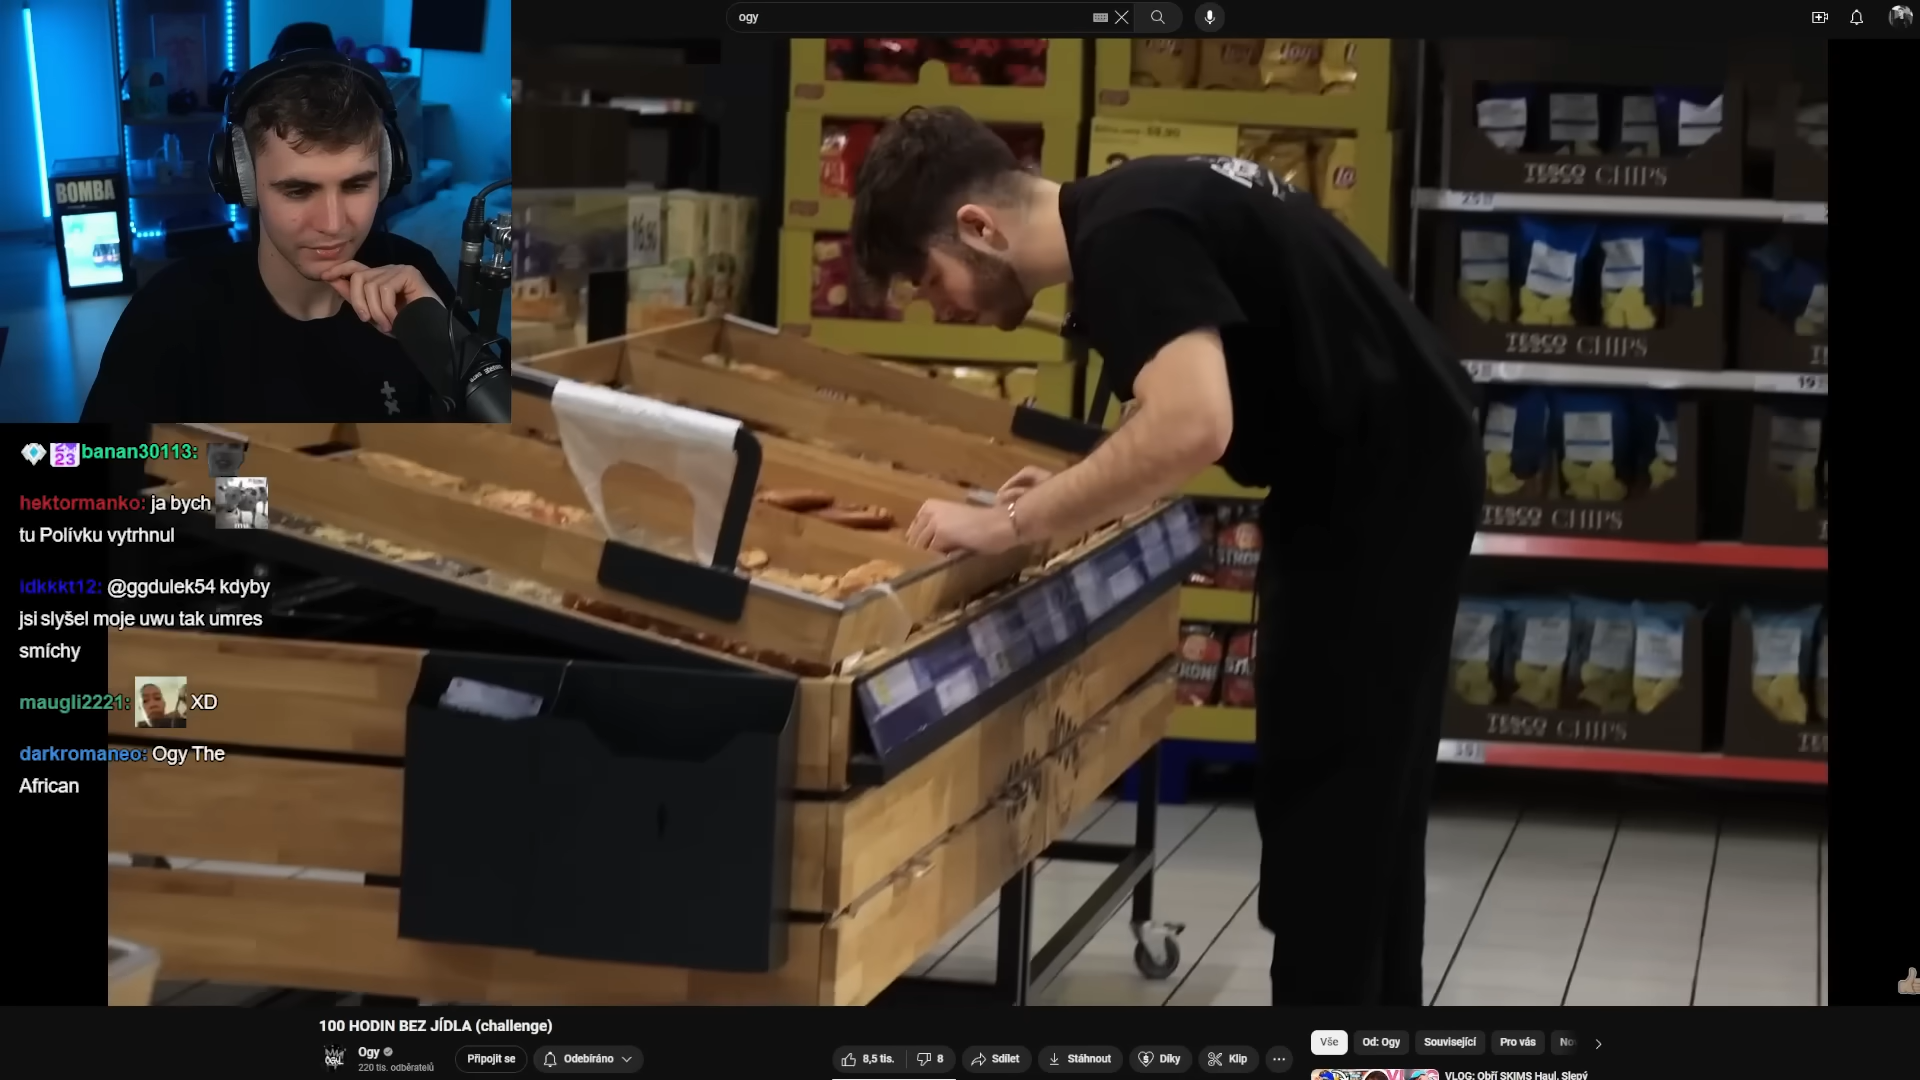 ogy
BOMBA
banan30113:
hektormanko: ja bych
tu Polívku vytrhnul
idkkkt12: @ggdulek54 kdyby
jsi slyšel moje uwu tak umres
smíchy
maugli2221: XD
darkromaneo: Ogy The
African
16,90
TESCO CHIPS
TESCO CHIPS
TESCO CHIPS
TESCO CHIPS
100 HODIN BEZ JÍDLA (challenge)
Ogy
220 tis. odběratelů
Připojit se
Odebíráno
8,5 tis.
8
Sdílet
Stáhnout
Díky
Klip
Vše
Od: Ogy
Související
Pro vás
VLOG: Obří SKIMS Haul, Slepý